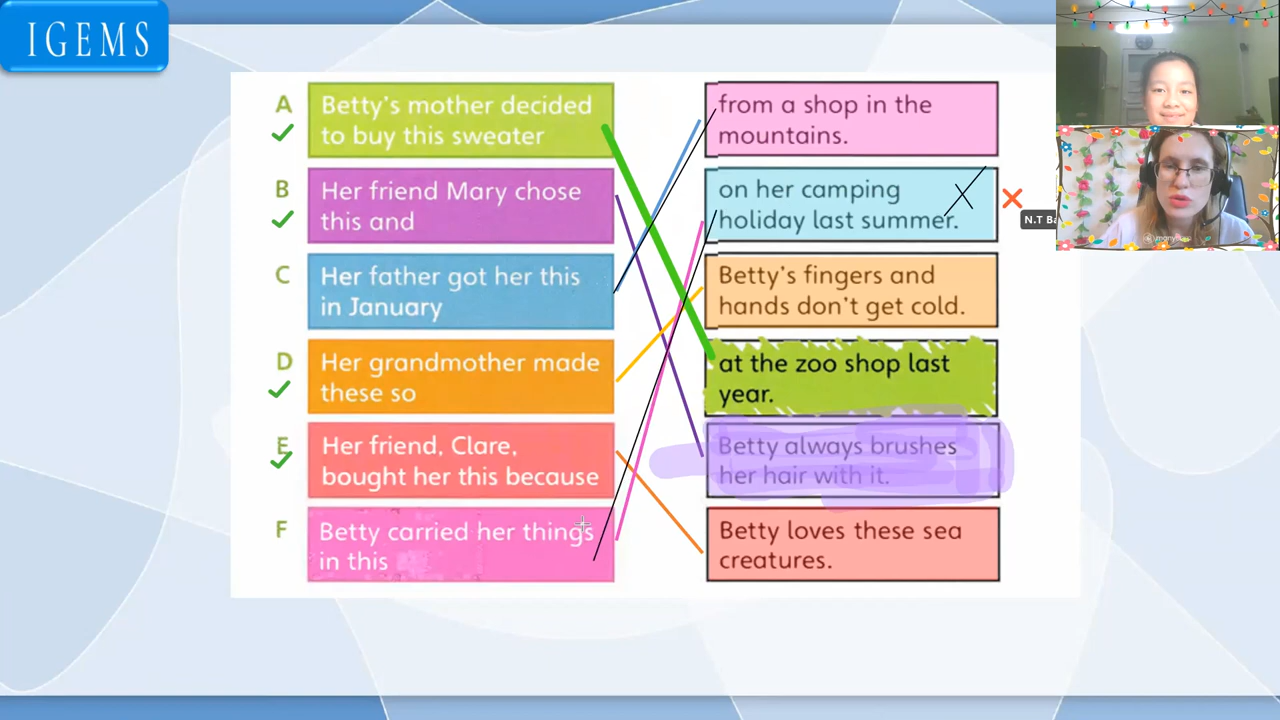 IGEMS
A
Betty's mother decided
to buy this sweater
from a shop in the
mountains.
B
Her friend Mary chose
this and
on her camping
holiday last summer.
C
Her father got her this
in January
Betty's fingers and
hands don't get cold.
D
Her grandmother made
these so
at the zoo shop last
year.
E
Her friend, Clare,
bought her this because
Betty always brushes
her hair with it.
F
Betty carried her things
in this
Betty loves these sea
creatures.
N.T Ba